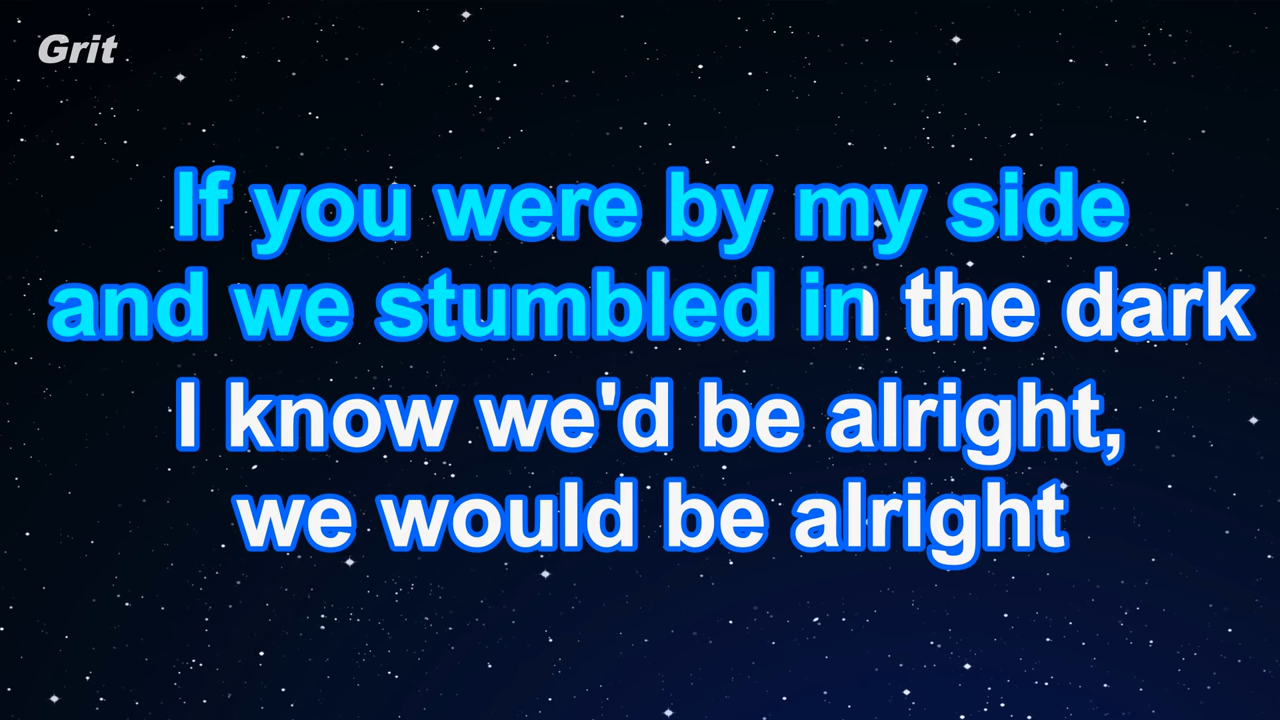 Grit
If you were by my side
and we stumbled in the dark
I know we'd be alright,
we would be alright